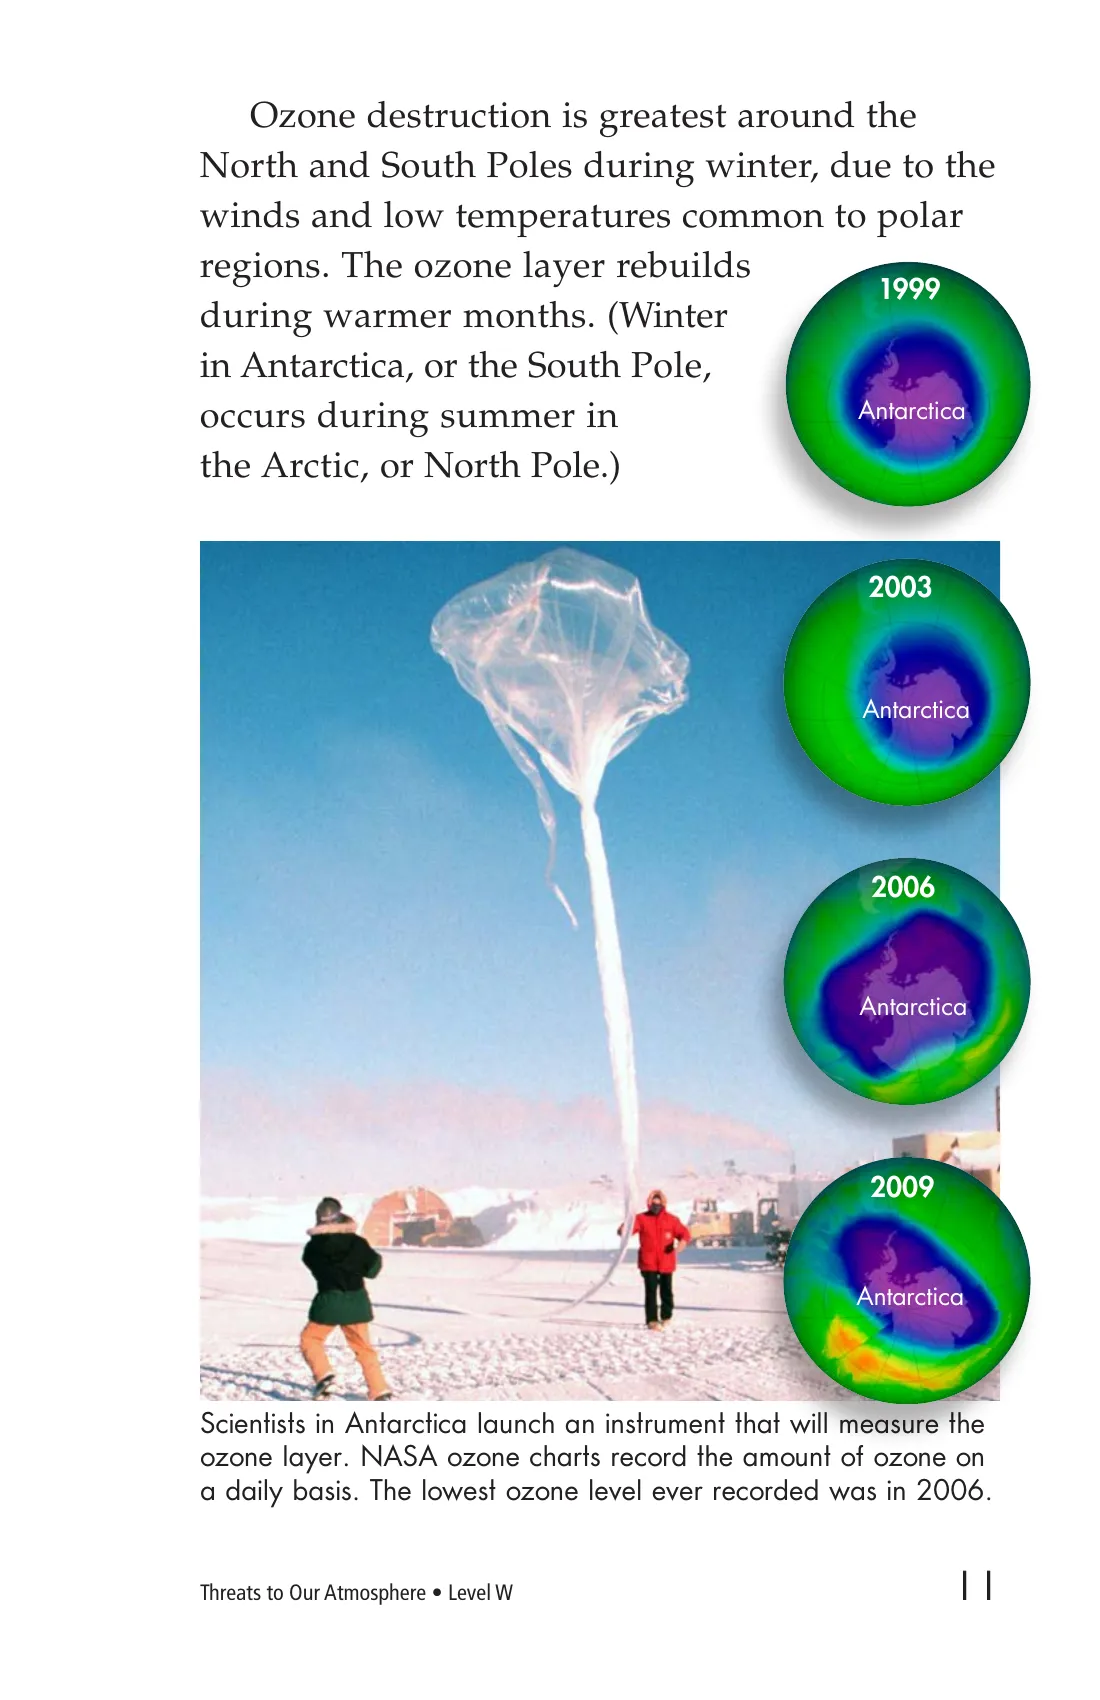 Ozone destruction is greatest around the
North and South Poles during winter, due to the
winds and low temperatures common to polar
regions. The ozone layer rebuilds
during warmer months. (Winter
in Antarctica, or the South Pole,
occurs during summer in
the Arctic, or North Pole.)
1999
Antarctica
2003
Antarctica
2006
Antarctica
2009
Antarctica
Scientists in Antarctica launch an instrument that will measure the
ozone layer. NASA ozone charts record the amount of ozone on
a daily basis. The lowest ozone level ever recorded was in 2006.
Threats to Our Atmosphere • Level W
11